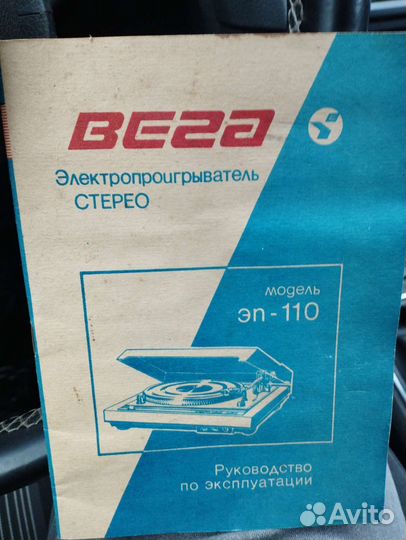 Вега
Электропроигрыватель
СТЕРЕО
модель
эп-110
Руководство
по эксплуатации
Avito